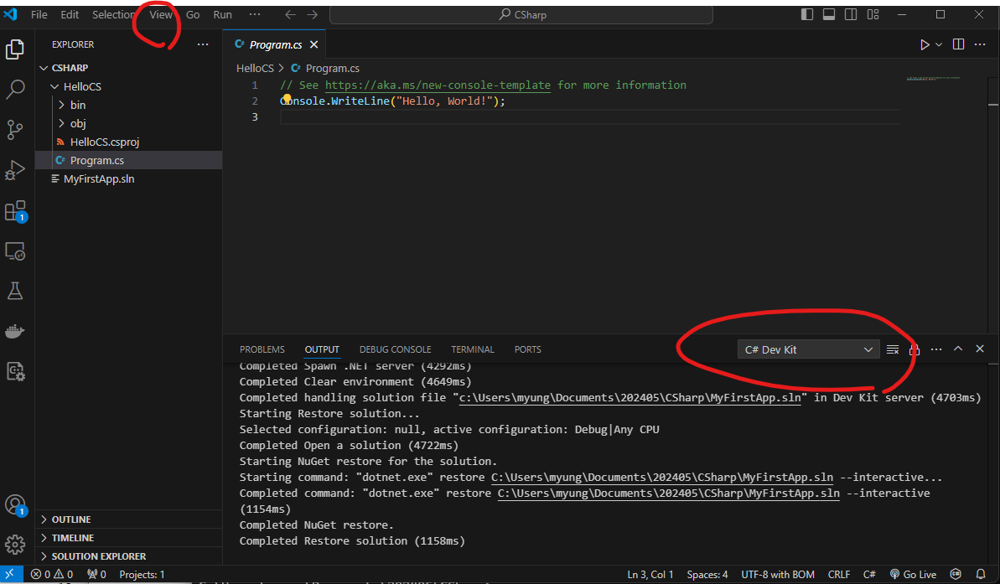 File Edit Selection View Go Run ··· CSharp
EXPLORER ··· Program.cs
CSHARP
HelloCS > Program.cs
HelloCS
bin
obj
HelloCS.csproj
Program.cs
MyFirstApp.sln
1 // See https://aka.ms/new-console-template for more information
2 Console.WriteLine("Hello, World!");
3
PROBLEMS OUTPUT DEBUG CONSOLE TERMINAL PORTS C# Dev Kit
Completed Spawn .NET server (4292ms)
Completed Clear environment (4649ms)
Completed handling solution file "c:\Users\myung\Documents\202405\CSharp\MyFirstApp.sln" in Dev Kit server (4703ms)
Starting Restore solution...
Selected configuration: null, active configuration: Debug|Any CPU
Completed Open a solution (4722ms)
Starting NuGet restore for the solution.
Starting command: "dotnet.exe" restore C:\Users\myung\Documents\202405\CSharp\MyFirstApp.sln --interactive...
Completed command: "dotnet.exe" restore C:\Users\myung\Documents\202405\CSharp\MyFirstApp.sln --interactive
(1154ms)
Completed NuGet restore.
Completed Restore solution (1158ms)
1
1
OUTLINE
TIMELINE
SOLUTION EXPLORER
0 0 0 Projects: 1 Ln 3, Col 1 Spaces: 4 UTF-8 with BOM CRLF C# Go Live